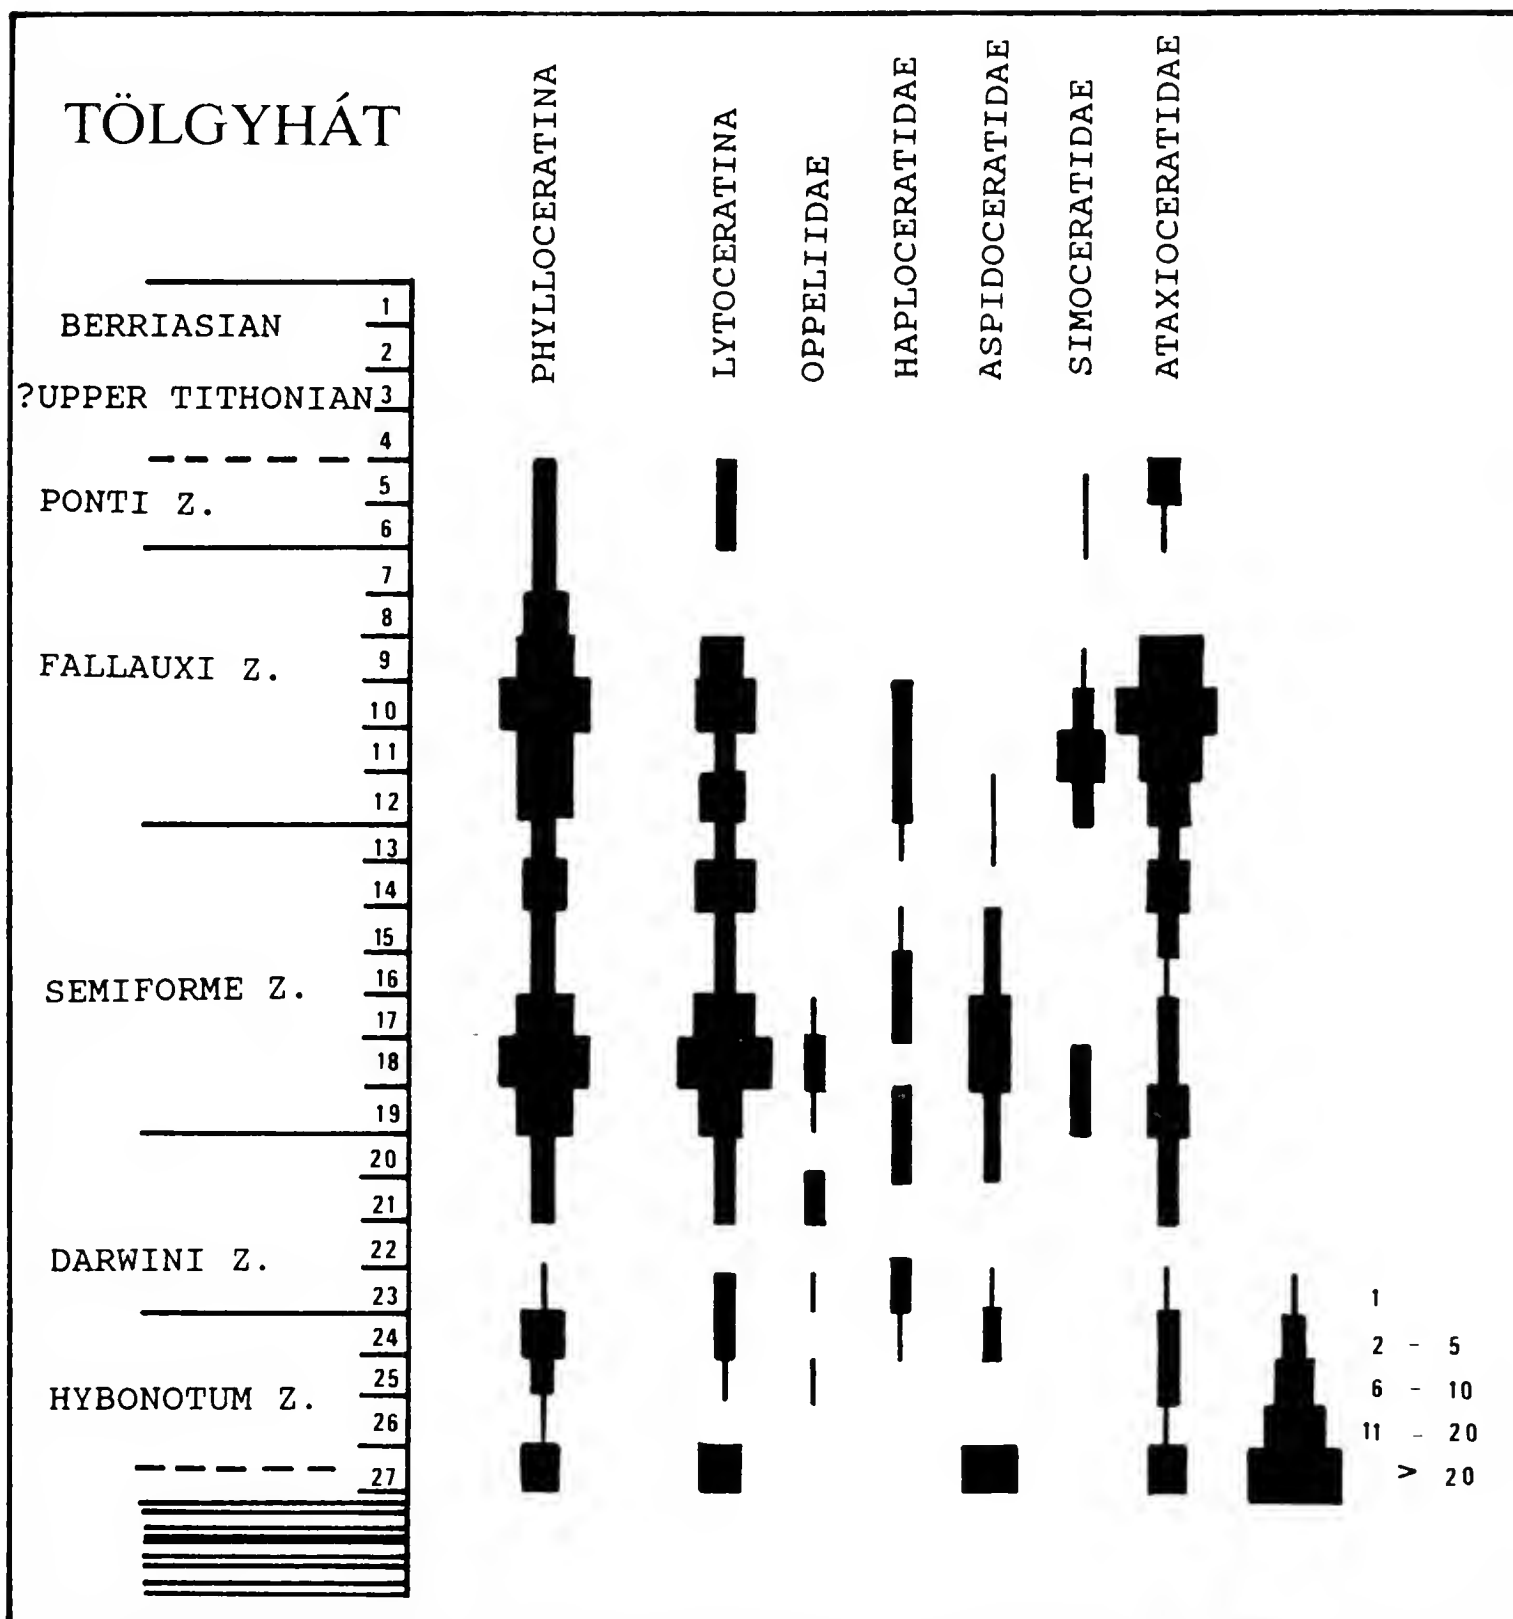 TÖLGYHÁT
PHYLLOCERATINA
LYTOCERATINA
OPPELIIDAE
HAPLOCERATIDAE
ASPIDOCERATIDAE
SIMOCERATIDAE
ATAXIOCERATIDAE
1
BERRIASIAN
2
?UPPER TITHONIAN 3
4
5
PONTI Z.
6
7
8
FALLAUXI Z. 9
10
11
12
13
14
15
SEMIFORME Z. 16
17
18
19
20
21
22
DARWINI Z.
23
24
25
HYBONOTUM Z.
26
27
1
2 - 5
6 - 10
11 - 20
> 20